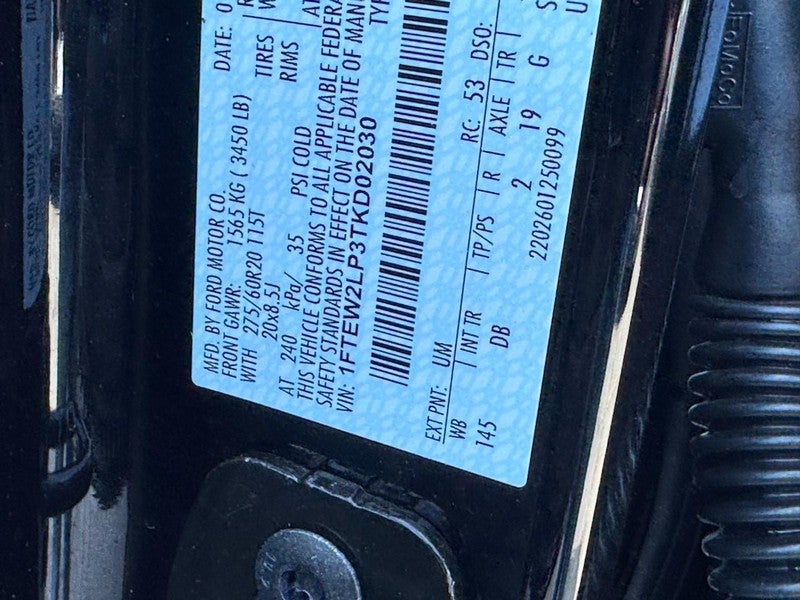 MFD. BY FORD MOTOR CO.
DATE: 0
FRONT GAWR: 1565 KG ( 3450 LB)
WITH 275/60R20 115T TIRES
20x8.5J RIMS
AT 240 kPa/ 35 PSI COLD
THIS VEHICLE CONFORMS TO ALL APPLICABLE FEDERA
SAFETY STANDARDS IN EFFECT ON THE DATE OF MAN
VIN: 1FTEW2LP3TKD02030
EXT PNT: UM RC: 53 DSO:
WB | INT TR | TP/PS | R | AXLE | TR |
145 DB 2 19 G
2202601250099
FoMoCo